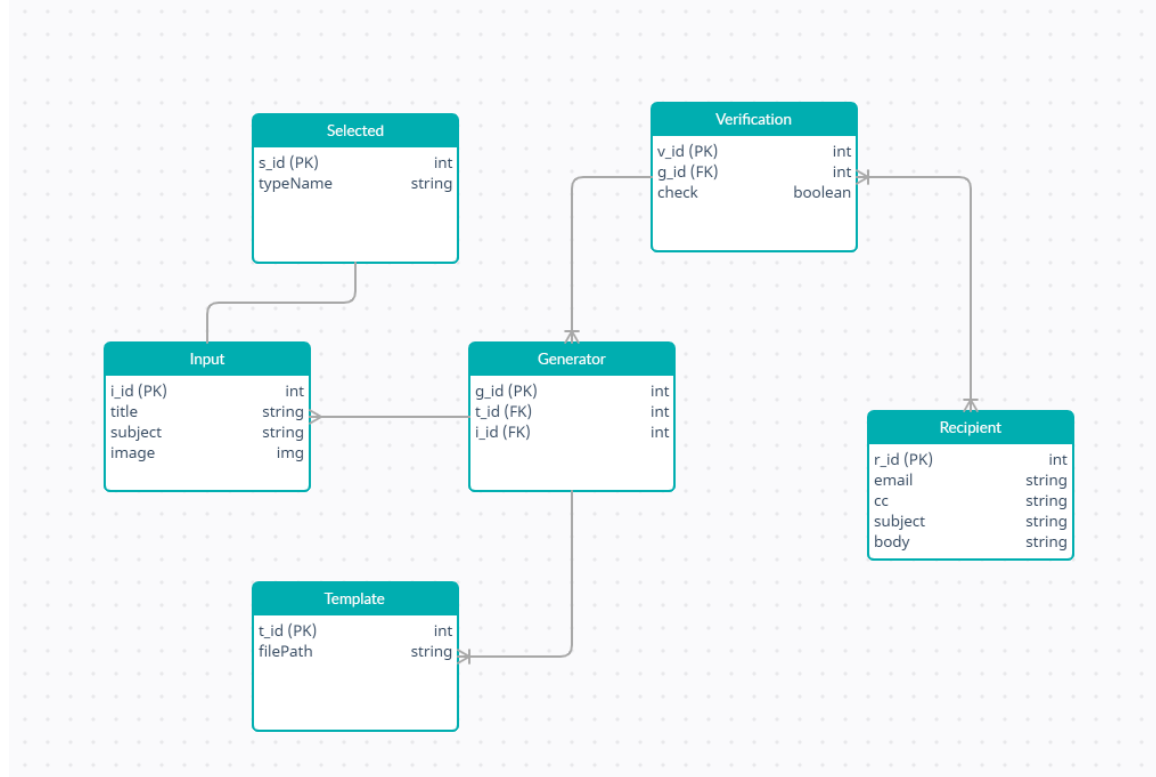 Selected
s_id (PK) int
typeName string
Verification
v_id (PK) int
g_id (FK) int
check boolean
Input
i_id (PK) int
title string
subject string
image img
Generator
g_id (PK) int
t_id (FK) int
i_id (FK) int
Recipient
r_id (PK) int
email string
cc string
subject string
body string
Template
t_id (PK) int
filePath string